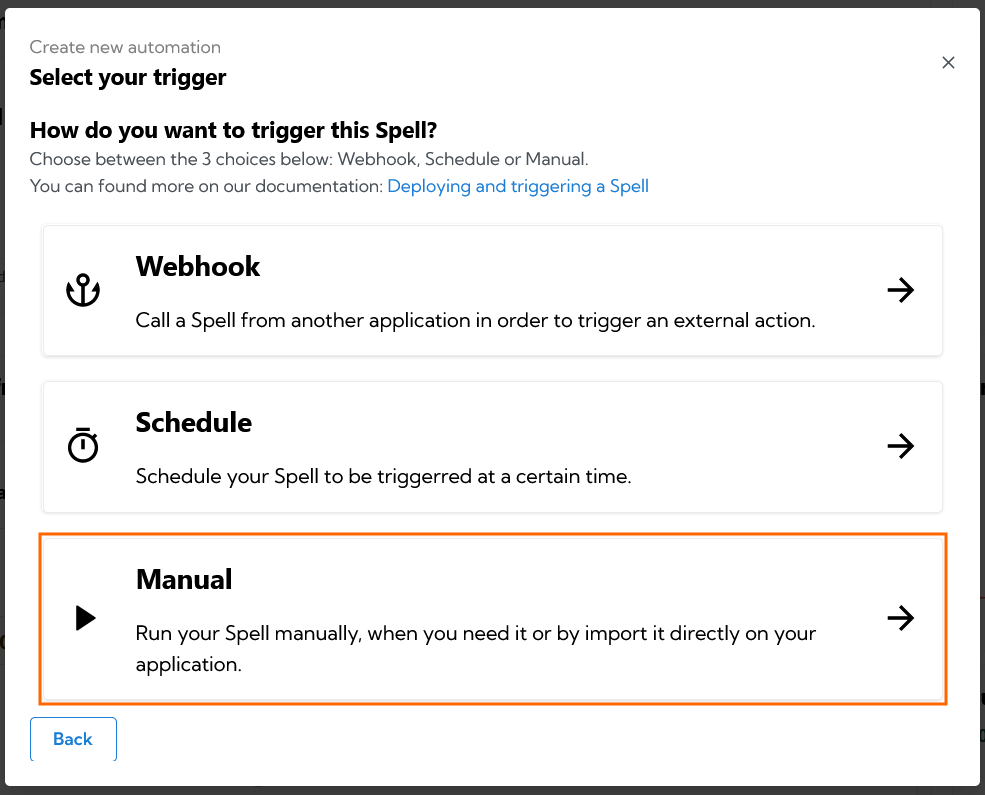 Create new automation
Select your trigger
How do you want to trigger this Spell?
Choose between the 3 choices below: Webhook, Schedule or Manual.
You can found more on our documentation: Deploying and triggering a Spell
Webhook
Call a Spell from another application in order to trigger an external action.
Schedule
Schedule your Spell to be triggerred at a certain time.
Manual
Run your Spell manually, when you need it or by import it directly on your
application.
Back